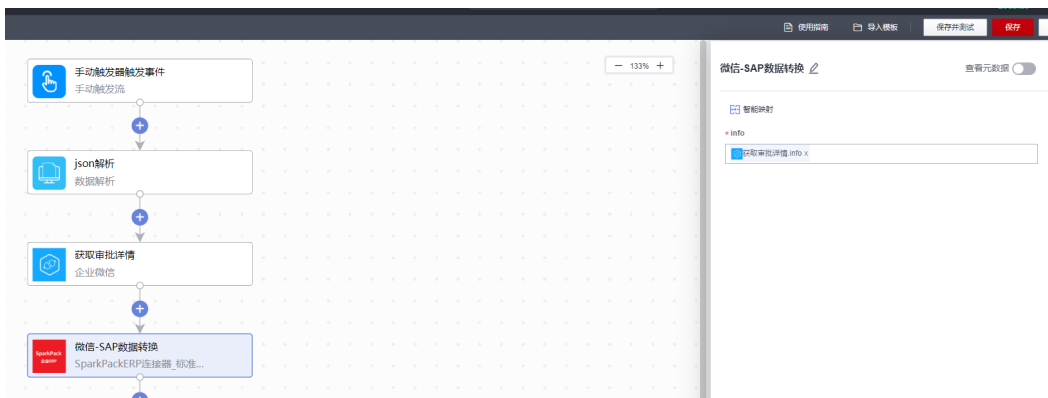 使用指南 导入模板 保存并测试 保存
手动触发器触发事件
手动触发流
json解析
数据解析
获取审批详情
企业微信
SparkPack
企业ERP
微信-SAP数据转换
SparkPackERP连接器_标准...
− 133% +
微信-SAP数据转换 查看元数据
智能映射
* info
获取审批详情.info x